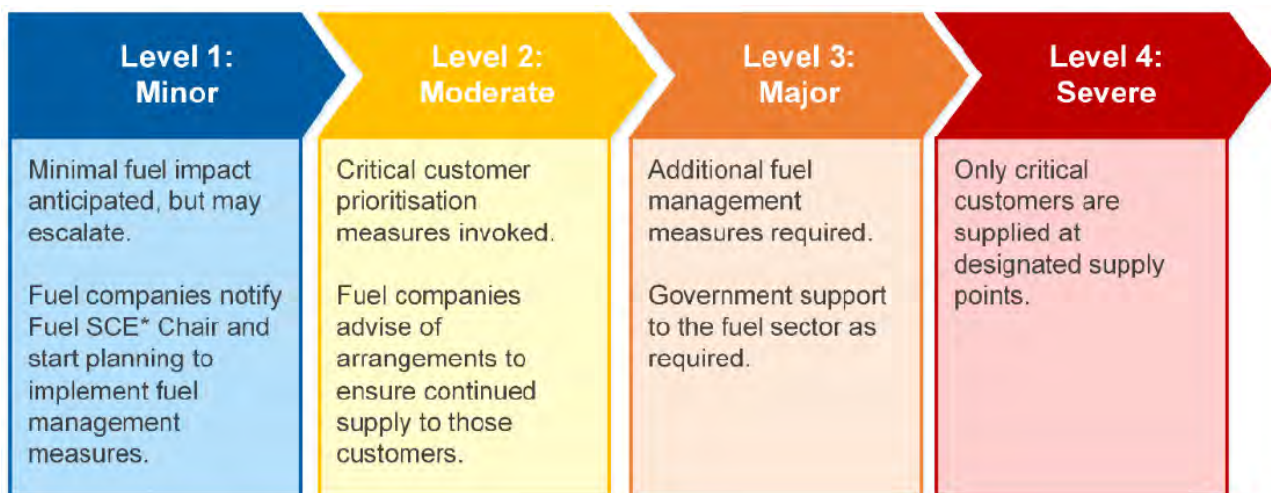 Level 1:
Minor
Minimal fuel impact
anticipated, but may
escalate.
Fuel companies notify
Fuel SCE* Chair and
start planning to
implement fuel
management
measures.
Level 2:
Moderate
Critical customer
prioritisation
measures invoked.
Fuel companies
advise of
arrangements to
ensure continued
supply to those
customers.
Level 3:
Major
Additional fuel
management
measures required.
Government support
to the fuel sector as
required.
Level 4:
Severe
Only critical
customers are
supplied at
designated supply
points.